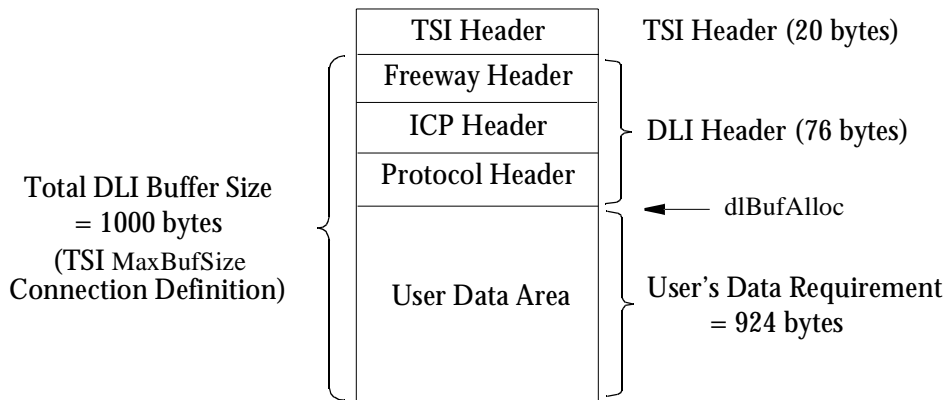 TSI Header
TSI Header (20 bytes)
Freeway Header
ICP Header
DLI Header (76 bytes)
Protocol Header
Total DLI Buffer Size
= 1000 bytes
(TSI MaxBufSize
Connection Definition)
dlBufAlloc
User Data Area
User's Data Requirement
= 924 bytes